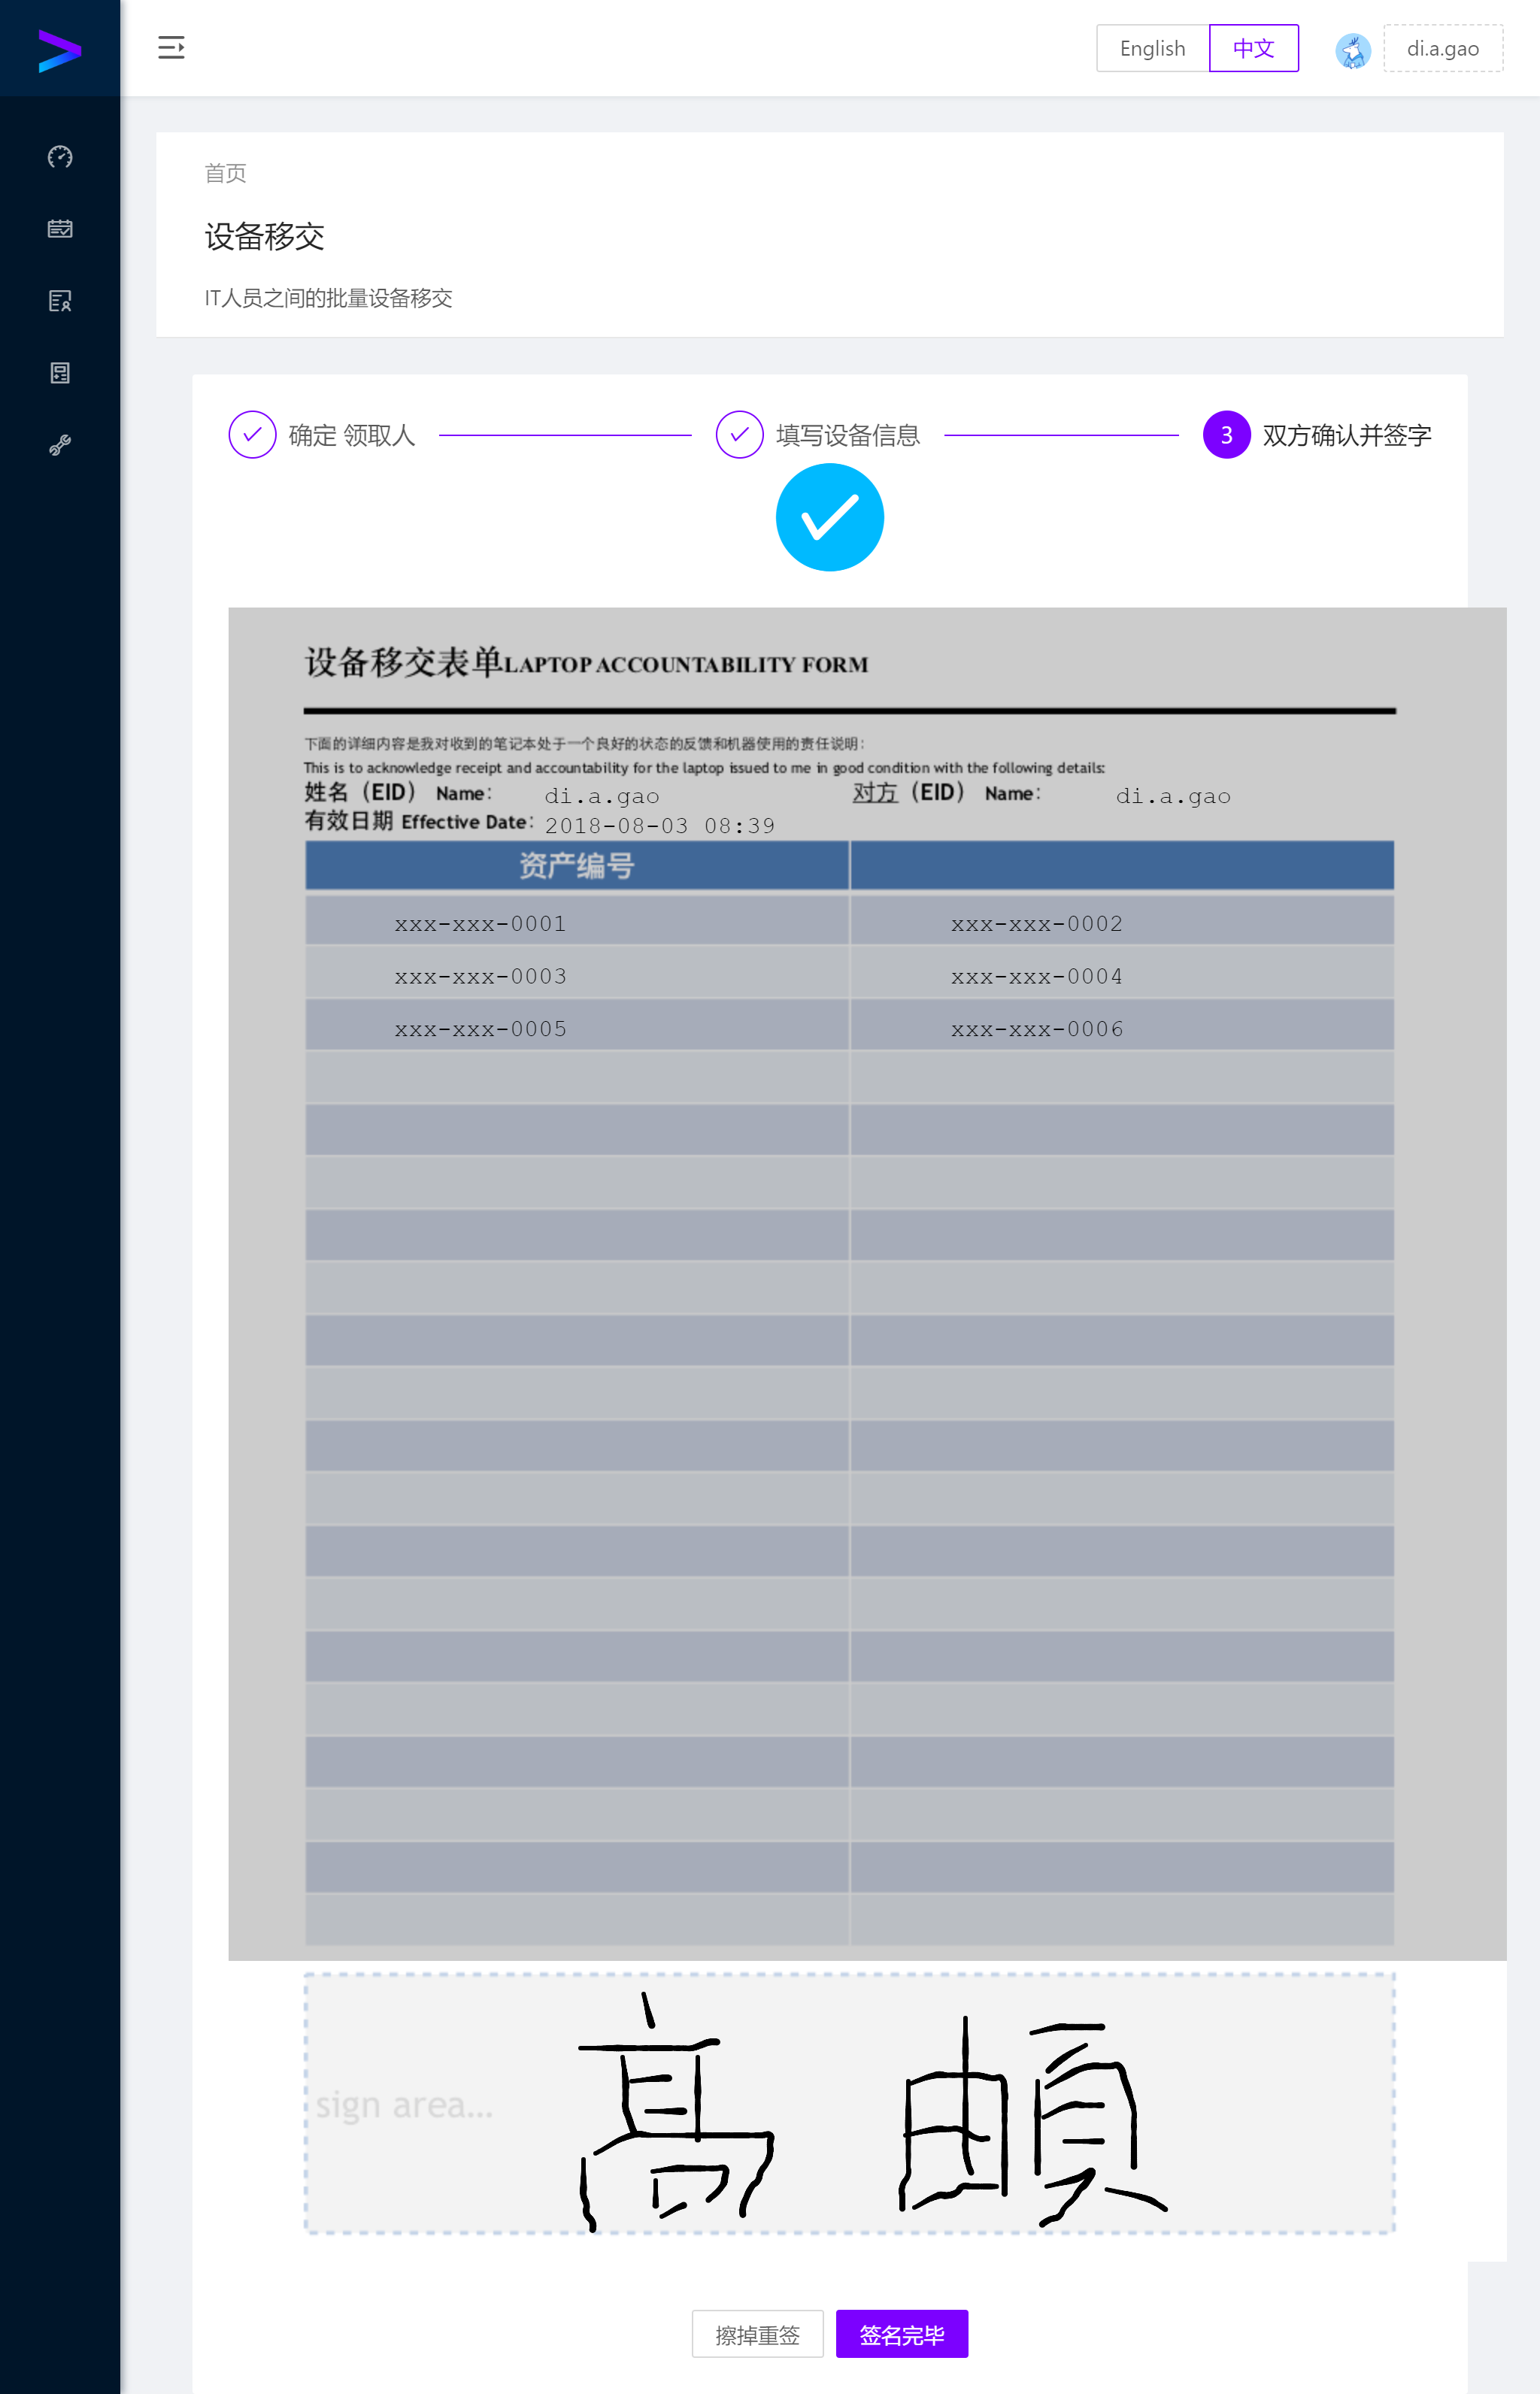 English 中文 di.a.gao
首页
设备移交
IT人员之间的批量设备移交
确定 领取人 填写设备信息 3 双方确认并签字
设备移交表单LAPTOP ACCOUNTABILITY FORM
下面的详细内容是我对收到的笔记本处于一个良好的状态的反馈和机器使用的责任说明：
This is to acknowledge receipt and accountability for the laptop issued to me in good condition with the following details:
姓名（EID） Name： di.a.gao 对方（EID） Name： di.a.gao
有效日期 Effective Date： 2018-08-03 08:39
资产编号
xxx-xxx-0001 xxx-xxx-0002
xxx-xxx-0003 xxx-xxx-0004
xxx-xxx-0005 xxx-xxx-0006
sign area...
高
擦掉重签 签名完毕